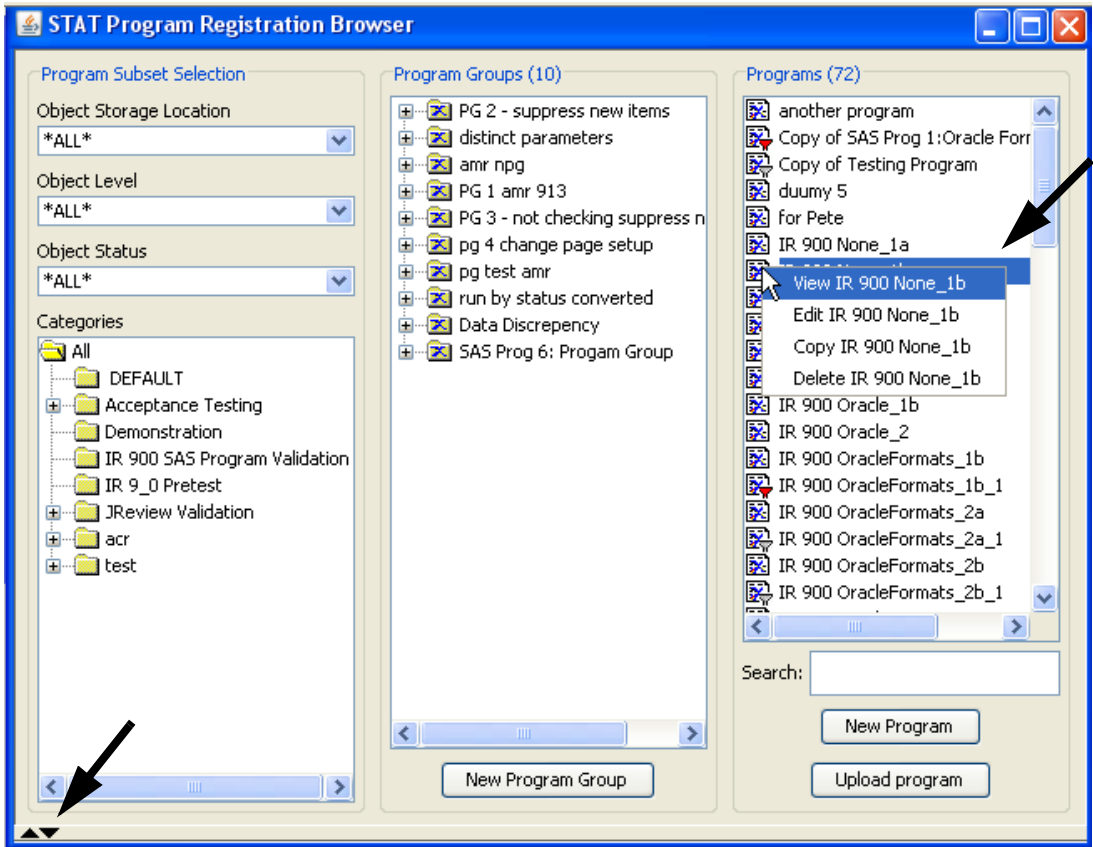 STAT Program Registration Browser
Program Subset Selection
Object Storage Location
*ALL*
Object Level
*ALL*
Object Status
*ALL*
Categories
All
DEFAULT
Acceptance Testing
Demonstration
IR 900 SAS Program Validation
IR 9_0 Pretest
JReview Validation
acr
test
Program Groups (10)
PG 2 - suppress new items
distinct parameters
amr npg
PG 1 amr 913
PG 3 - not checking suppress n
pg 4 change page setup
pg test amr
run by status converted
Data Discrepency
SAS Prog 6: Progam Group
New Program Group
Programs (72)
another program
Copy of SAS Prog 1:Oracle Forr
Copy of Testing Program
duumy 5
for Pete
IR 900 None_1a
View IR 900 None_1b
Edit IR 900 None_1b
Copy IR 900 None_1b
Delete IR 900 None_1b
IR 900 Oracle_1b
IR 900 Oracle_2
IR 900 OracleFormats_1b
IR 900 OracleFormats_1b_1
IR 900 OracleFormats_2a
IR 900 OracleFormats_2a_1
IR 900 OracleFormats_2b
IR 900 OracleFormats_2b_1
Search:
New Program
Upload program